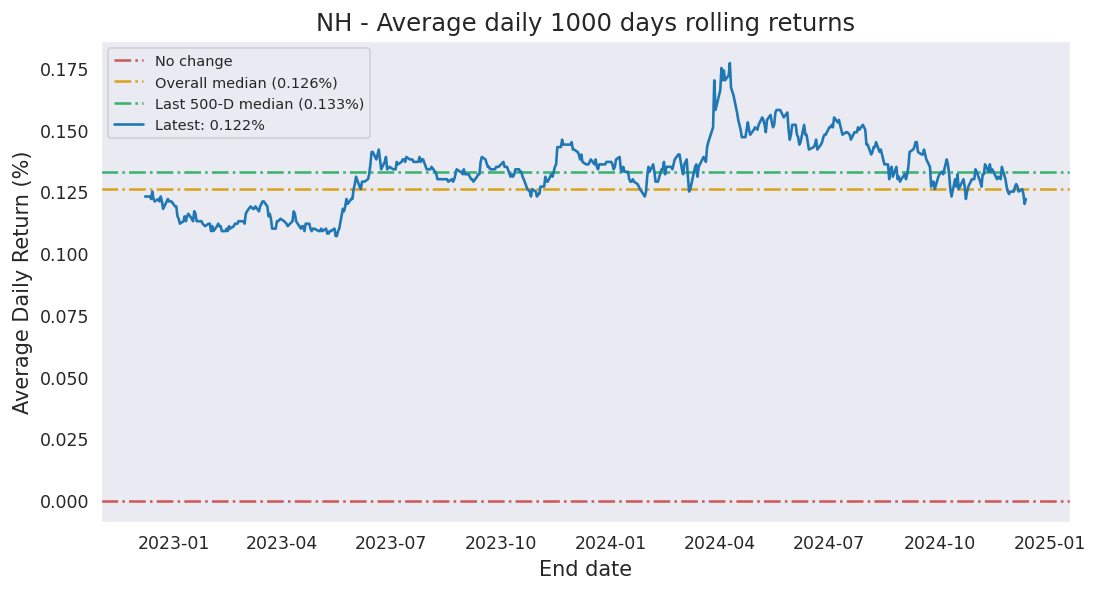 NH - Average daily 1000 days rolling returns
No change
Overall median (0.126%)
Last 500-D median (0.133%)
Latest: 0.122%
Average Daily Return (%)
0.175
0.150
0.125
0.100
0.075
0.050
0.025
0.000
2023-01 2023-04 2023-07 2023-10 2024-01 2024-04 2024-07 2024-10 2025-01
End date